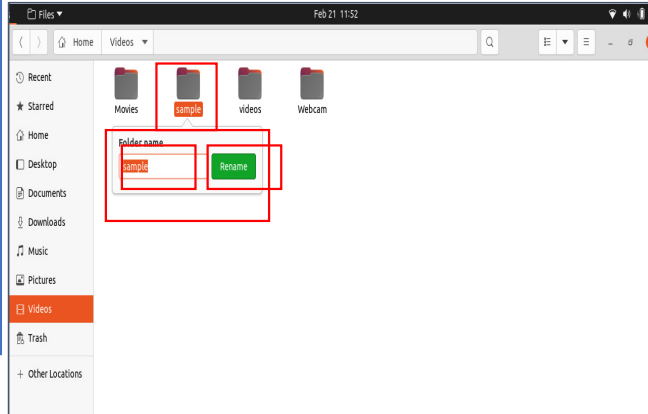 Files
Feb 21 11:52
Home Videos
Recent
Starred
Home
Desktop
Documents
Downloads
Music
Pictures
Videos
Trash
+ Other Locations
Movies sample videos Webcam
Folder name
sample Rename